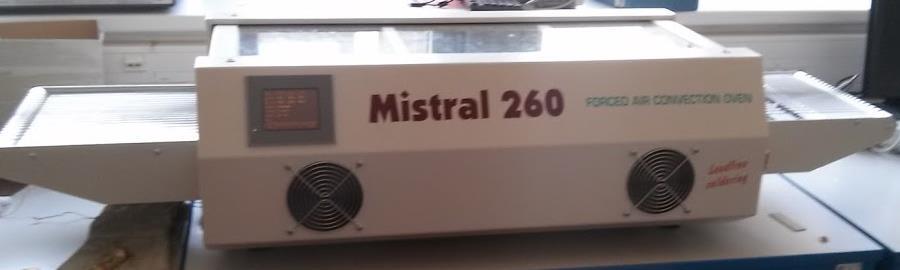 Mistral 260
FORCED AIR CONVECTION OVEN
Leadfree
soldering